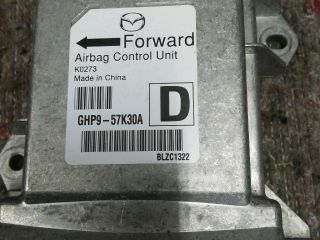 Forward
Airbag Control Unit
K0273
Made in China
D
GHP9-57K30A
BLZC1322